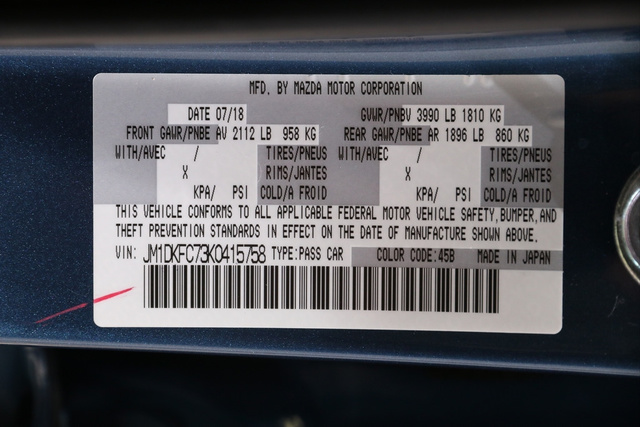 MFD. BY MAZDA MOTOR CORPORATION
DATE 07/18 GVWR/PNBV 3990 LB 1810 KG
FRONT GAWR/PNBE AV 2112 LB 958 KG REAR GAWR/PNBE AR 1896 LB 860 KG
WITH/AVEC / TIRES/PNEUS WITH/AVEC / TIRES/PNEUS
X RIMS/JANTES X RIMS/JANTES
KPA/ PSI COLD/A FROID KPA/ PSI COLD/A FROID
THIS VEHICLE CONFORMS TO ALL APPLICABLE FEDERAL MOTOR VEHICLE SAFETY, BUMPER, AND
THEFT PREVENTION STANDARDS IN EFFECT ON THE DATE OF MANUFACTURE SHOWN ABOVE.
VIN: JM1DKFC73K0415758 TYPE:PASS CAR COLOR CODE:45B MADE IN JAPAN